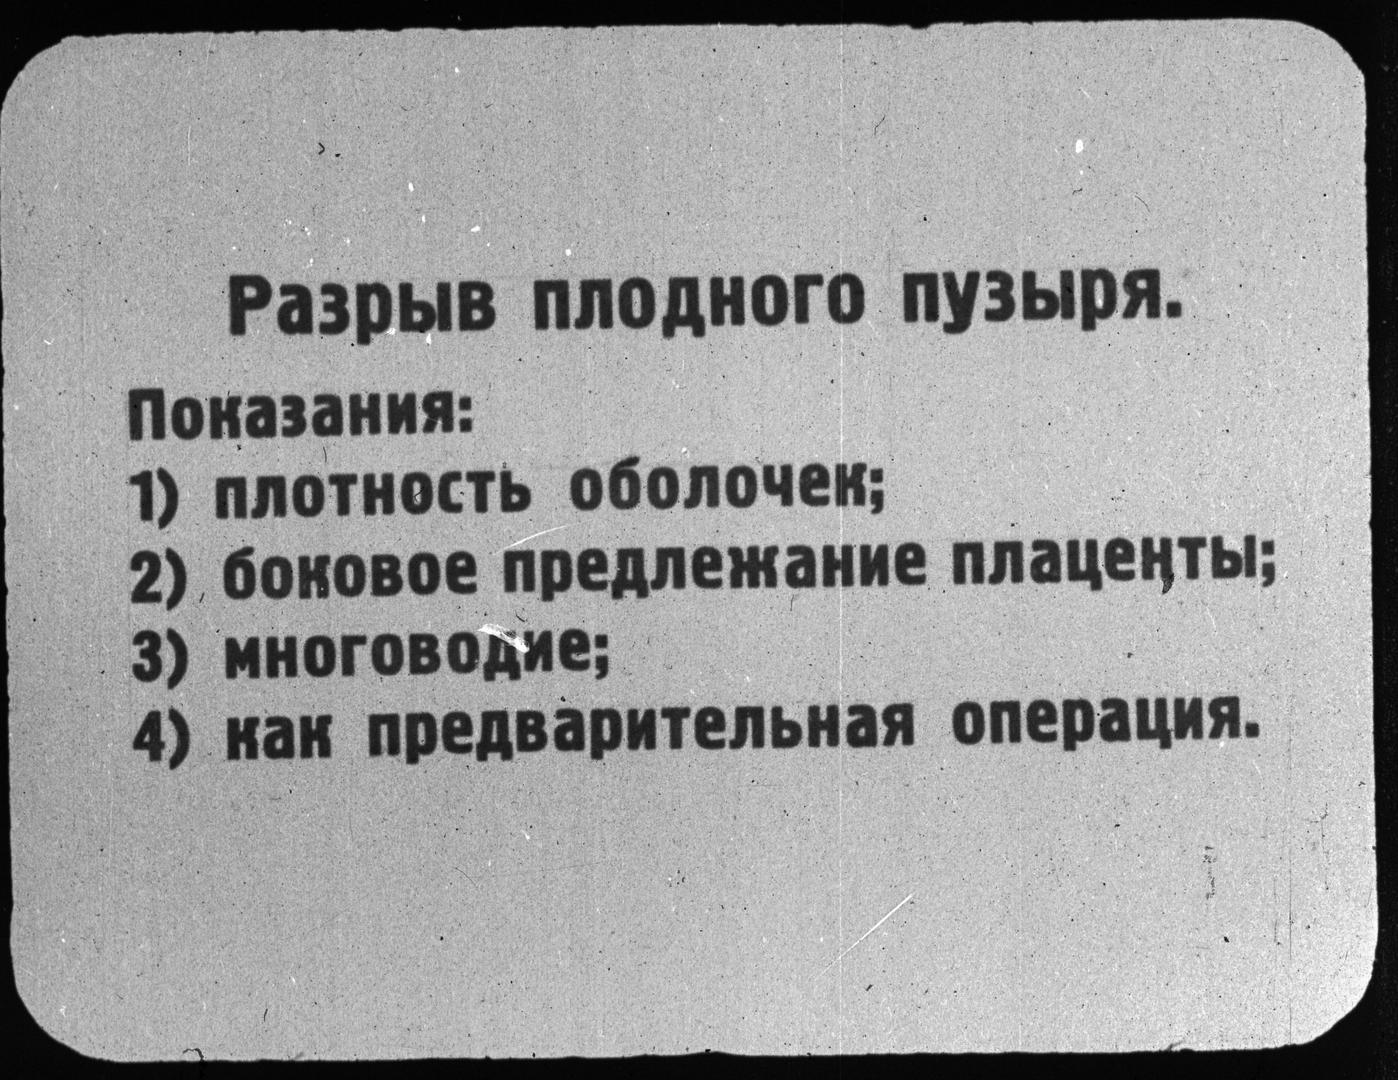 Разрыв плодного пузыря.
Показания:
1) плотность оболочек;
2) боковое предлежание плаценты;
3) многоводие;
4) как предварительная операция.